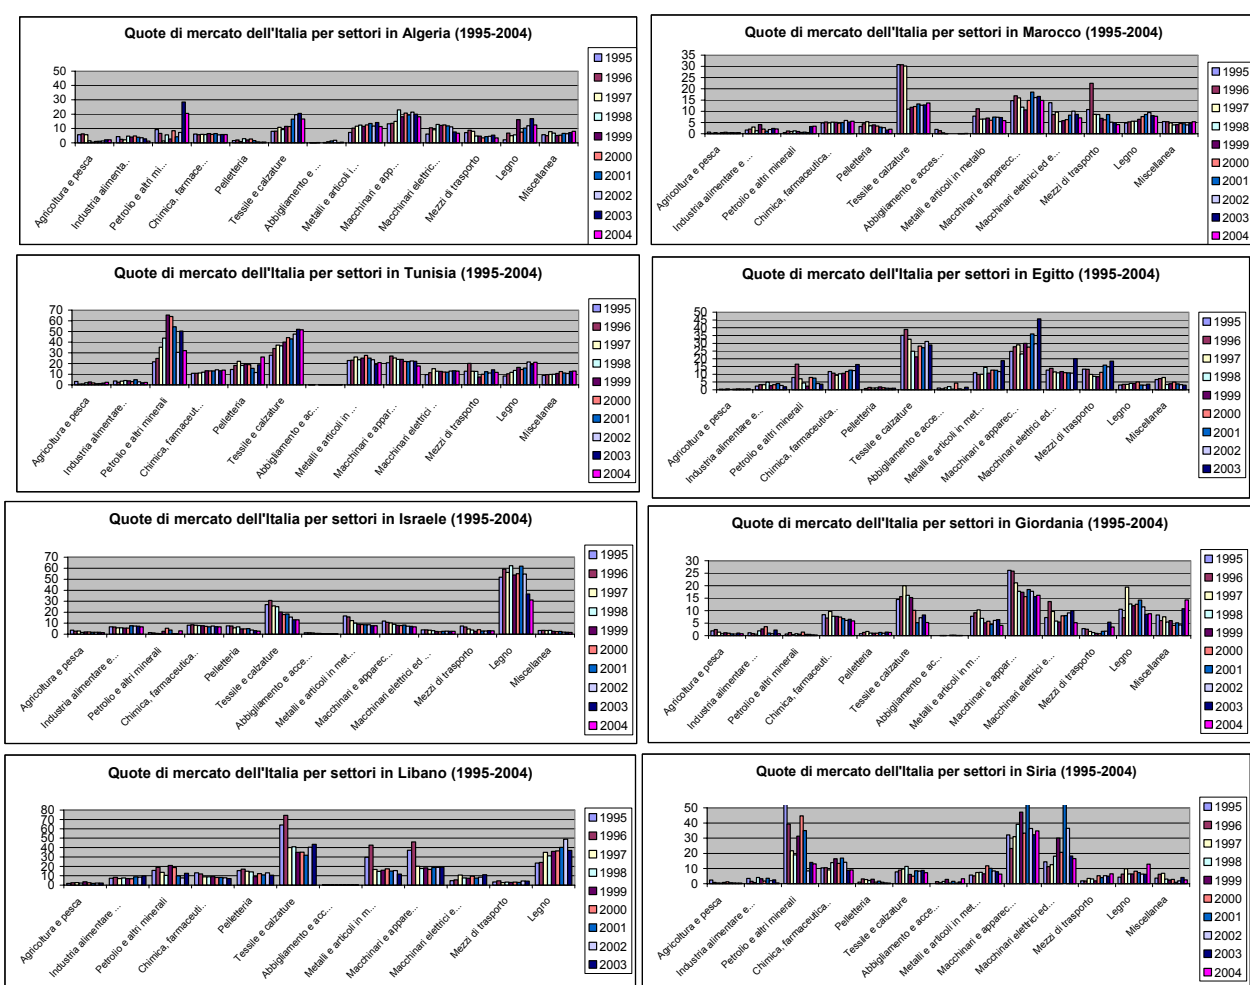 Quote di mercato dell'Italia per settori in Algeria (1995-2004)
50
40
30
20
10
0
Agricoltura e pesca
Industria alimenta...
Petrolio e altri mi...
Chimica, farmace...
Pelletteria
Tessile e calzature
Abbigliamento e ...
Metalli e articoli i...
Macchinari e app...
Macchinari elettric...
Mezzi di trasporto
Legno
Miscellanea
1995
1996
1997
1998
1999
2000
2001
2002
2003
2004
Quote di mercato dell'Italia per settori in Marocco (1995-2004)
35
30
25
20
15
10
5
0
Agricoltura e pesca
Industria alimentare e ...
Petrolio e altri minerali
Chimica, farmaceutica...
Pelletteria
Tessile e calzature
Abbigliamento e acces...
Metalli e articoli in metallo
Macchinari e apparecc...
Macchinari elettrici ed e...
Mezzi di trasporto
Legno
Miscellanea
1995
1996
1997
1998
1999
2000
2001
2002
2003
2004
Quote di mercato dell'Italia per settori in Tunisia (1995-2004)
70
60
50
40
30
20
10
0
Agricoltura e pesca
Industria alimentare...
Petrolio e altri minerali
Chimica, farmaceut...
Pelletteria
Tessile e calzature
Abbigliamento e ac...
Metalli e articoli in ...
Macchinari e appar...
Macchinari elettrici ...
Mezzi di trasporto
Legno
Miscellanea
1995
1996
1997
1998
1999
2000
2001
2002
2003
2004
Quote di mercato dell'Italia per settori in Egitto (1995-2004)
50
45
40
35
30
25
20
15
10
5
0
Agricoltura e pesca
Industria alimentare e...
Petrolio e altri minerali
Chimica, farmaceutica...
Pelletteria
Tessile e calzature
Abbigliamento e acce...
Metalli e articoli in met...
Macchinari e apparec...
Macchinari elettrici ed...
Mezzi di trasporto
Legno
Miscellanea
1995
1996
1997
1998
1999
2000
2001
2002
2003
Quote di mercato dell'Italia per settori in Israele (1995-2004)
70
60
50
40
30
20
10
0
Agricoltura e pesca
Industria alimentare e...
Petrolio e altri minerali
Chimica, farmaceutica...
Pelletteria
Tessile e calzature
Abbigliamento e acce...
Metalli e articoli in met...
Macchinari e apparec...
Macchinari elettrici ed ...
Mezzi di trasporto
Legno
Miscellanea
1995
1996
1997
1998
1999
2000
2001
2002
2003
2004
Quote di mercato dell'Italia per settori in Giordania (1995-2004)
30
25
20
15
10
5
0
Agricoltura e pesca
Industria alimentare ...
Petrolio e altri minerali
Chimica, farmaceuti...
Pelletteria
Tessile e calzature
Abbigliamento e ac...
Metalli e articoli in m...
Macchinari e appar...
Macchinari elettrici e...
Mezzi di trasporto
Legno
Miscellanea
1995
1996
1997
1998
1999
2000
2001
2002
2003
2004
Quote di mercato dell'Italia per settori in Libano (1995-2004)
80
70
60
50
40
30
20
10
0
Agricoltura e pesca
Industria alimentare ...
Petrolio e altri minerali
Chimica, farmaceuti...
Pelletteria
Tessile e calzature
Abbigliamento e acc...
Metalli e articoli in m...
Macchinari e appare...
Macchinari elettrici e...
Mezzi di trasporto
Legno
1995
1996
1997
1998
1999
2000
2001
2002
2003
Quote di mercato dell'Italia per settori in Siria (1995-2004)
50
40
30
20
10
0
Agricoltura e pesca
Industria alimentare e...
Petrolio e altri minerali
Chimica, farmaceutica...
Pelletteria
Tessile e calzature
Abbigliamento e acce...
Metalli e articoli in met...
Macchinari e apparec...
Macchinari elettrici ed...
Mezzi di trasporto
Legno
Miscellanea
1995
1996
1997
1998
1999
2000
2001
2002
2003
2004